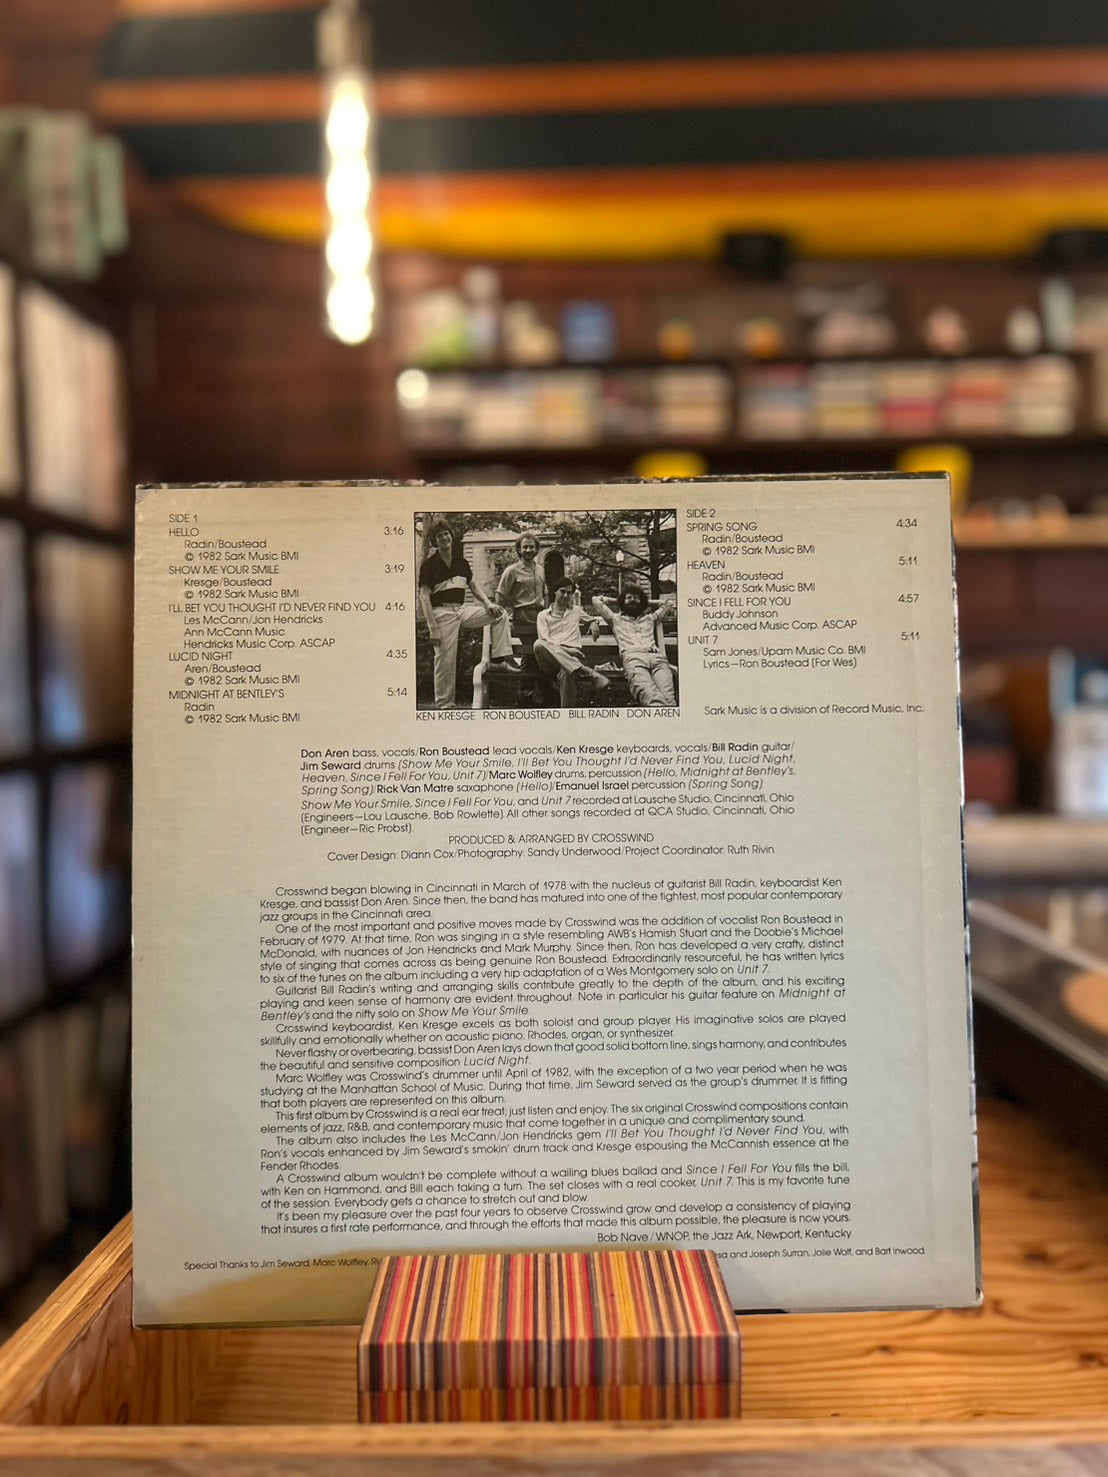 SIDE 1
HELLO 3:16
Radin/Boustead
© 1982 Sark Music BMI
SHOW ME YOUR SMILE 3:19
Kresge/Boustead
© 1982 Sark Music BMI
I'LL BET YOU THOUGHT I'D NEVER FIND YOU 4:16
Les McCann/Jon Hendricks
Ann McCann Music
Hendricks Music Corp. ASCAP
LUCID NIGHT 4:35
Aren/Boustead
© 1982 Sark Music BMI
MIDNIGHT AT BENTLEY'S 5:14
Radin
© 1982 Sark Music BMI
KEN KRESGE RON BOUSTEAD BILL RADIN DON AREN
SIDE 2
SPRING SONG 4:34
Radin/Boustead
© 1982 Sark Music BMI
HEAVEN 5:11
Radin/Boustead
© 1982 Sark Music BMI
SINCE I FELL FOR YOU 4:57
Buddy Johnson
Advanced Music Corp. ASCAP
UNIT 7 5:11
Sam Jones/Upam Music Co. BMI
Lyrics—Ron Boustead (For Wes)
Sark Music is a division of Record Music, Inc.
Don Aren bass, vocals/Ron Boustead lead vocals/Ken Kresge keyboards, vocals/Bill Radin guitar/
Jim Seward drums (Show Me Your Smile, I'll Bet You Thought I'd Never Find You, Lucid Night,
Heaven, Since I Fell For You, Unit 7)/Marc Wolfley drums, percussion (Hello, Midnight at Bentley's,
Spring Song)/Rick Van Matre saxaphone (Hello)/Emanuel Israel percussion (Spring Song)
Show Me Your Smile, Since I Fell For You, and Unit 7 recorded at Lausche Studio, Cincinnati, Ohio
(Engineers—Lou Lausche, Bob Rowlette) All other songs recorded at QCA Studio, Cincinnati, Ohio
(Engineer—Ric Probst).
PRODUCED & ARRANGED BY CROSSWIND
Cover Design: Diann Cox/Photography: Sandy Underwood/Project Coordinator: Ruth Rivin
Crosswind began blowing in Cincinnati in March of 1978 with the nucleus of guitarist Bill Radin, keyboardist Ken
Kresge, and bassist Don Aren. Since then, the band has matured into one of the tightest, most popular contemporary
jazz groups in the Cincinnati area.
One of the most important and positive moves made by Crosswind was the addition of vocalist Ron Boustead in
February of 1979. At that time, Ron was singing in a style resembling AWB's Hamish Stuart and the Doobie's Michael
McDonald, with nuances of Jon Hendricks and Mark Murphy. Since then, Ron has developed a very crafty, distinct
style of singing that comes across as being genuine Ron Boustead. Extraordinarily resourceful, he has written lyrics
to six of the tunes on the album including a very hip adaptation of a Wes Montgomery solo on Unit 7.
Guitarist Bill Radin's writing and arranging skills contribute greatly to the depth of the album, and his exciting
playing and keen sense of harmony are evident throughout. Note in particular his guitar feature on Midnight at
Bentley's and the nifty solo on Show Me Your Smile.
Crosswind keyboardist, Ken Kresge excels as both soloist and group player. His imaginative solos are played
skillfully and emotionally whether on acoustic piano, Rhodes, organ, or synthesizer.
Never flashy or overbearing, bassist Don Aren lays down that good solid bottom line, sings harmony, and contributes
the beautiful and sensitive composition Lucid Night.
Marc Wolfley was Crosswind's drummer until April of 1982, with the exception of a two year period when he was
studying at the Manhattan School of Music. During that time, Jim Seward served as the group's drummer. It is fitting
that both players are represented on this album.
This first album by Crosswind is a real ear treat; just listen and enjoy. The six original Crosswind compositions contain
elements of jazz, R&B, and contemporary music that come together in a unique and complimentary sound.
The album also includes the Les McCann/Jon Hendricks gem I'll Bet You Thought I'd Never Find You, with
Ron's vocals enhanced by Jim Seward's smokin' drum track and Kresge espousing the McCannish essence at the
Fender Rhodes.
A Crosswind album wouldn't be complete without a wailing blues ballad and Since I Fell For You fills the bill,
with Ken on Hammond, and Bill each taking a turn. The set closes with a real cooker, Unit 7. This is my favorite tune
of the session. Everybody gets a chance to stretch out and blow.
It's been my pleasure over the past four years to observe Crosswind grow and develop a consistency of playing
that insures a first rate performance, and through the efforts that made this album possible, the pleasure is now yours.
Bob Nave/WNOP, the Jazz Ark, Newport, Kentucky
Special Thanks to Jim Seward, Marc Wolfley, and Joseph Surran, Jolie Wolf, and Bart Inwood.